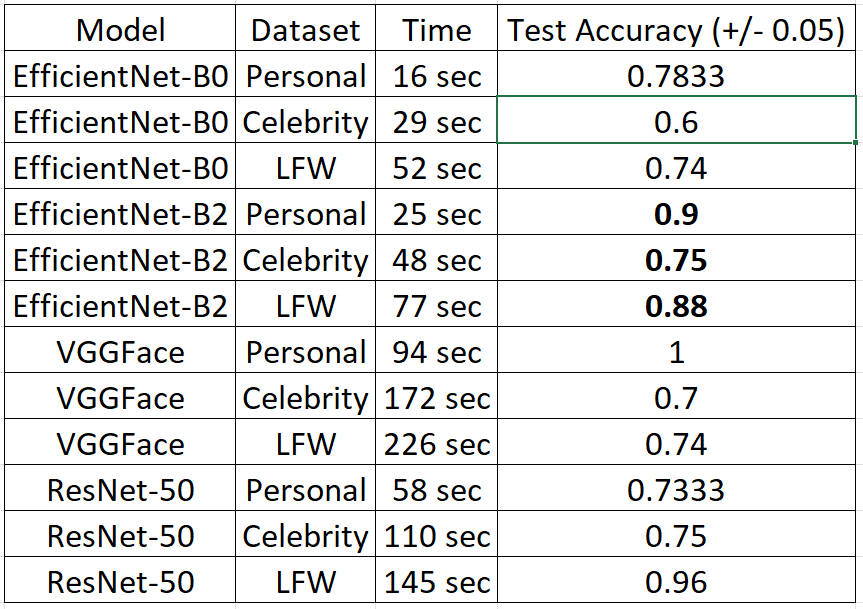 Model Dataset Time Test Accuracy (+/- 0.05)
EfficientNet-B0 Personal 16 sec 0.7833
EfficientNet-B0 Celebrity 29 sec 0.6
EfficientNet-B0 LFW 52 sec 0.74
EfficientNet-B2 Personal 25 sec 0.9
EfficientNet-B2 Celebrity 48 sec 0.75
EfficientNet-B2 LFW 77 sec 0.88
VGGFace Personal 94 sec 1
VGGFace Celebrity 172 sec 0.7
VGGFace LFW 226 sec 0.74
ResNet-50 Personal 58 sec 0.7333
ResNet-50 Celebrity 110 sec 0.75
ResNet-50 LFW 145 sec 0.96